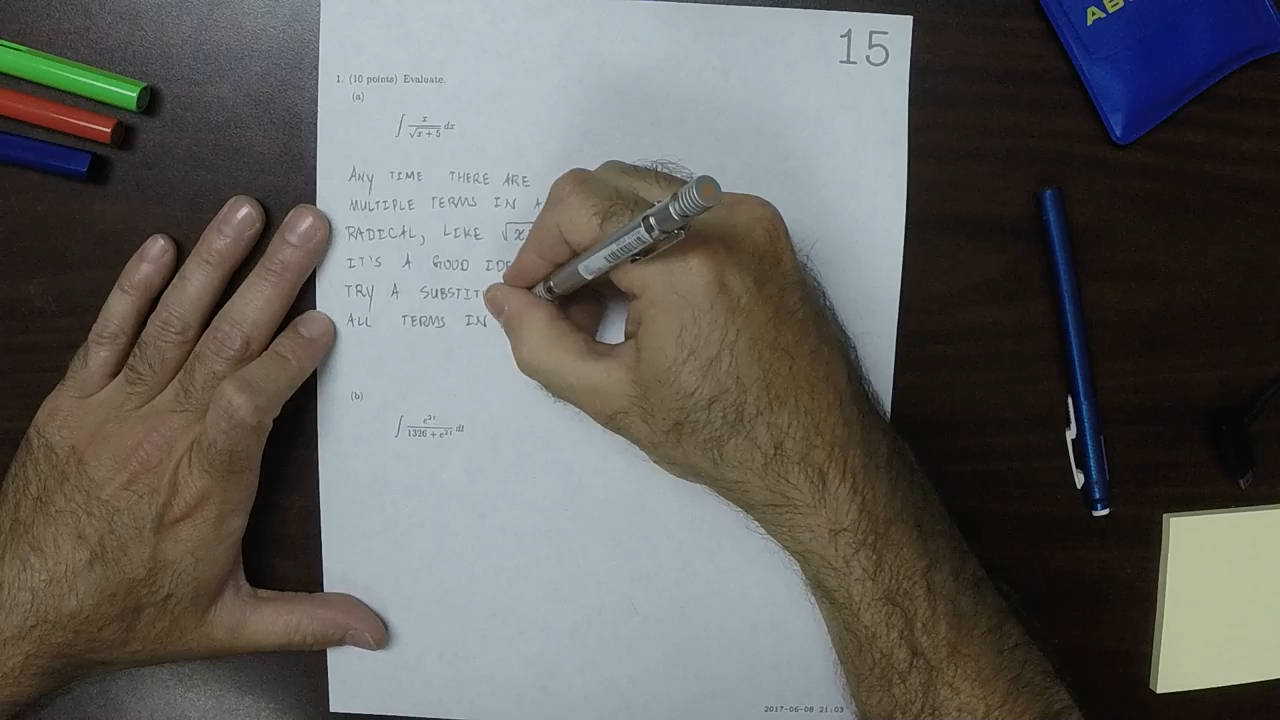 15
1. (10 points) Evaluate.
(a)
∫ x/√(x + 5) dx
ANY TIME THERE ARE
MULTIPLE TERMS IN A
RADICAL, LIKE √x
IT'S A GOOD
TRY A
ALL TERMS IN
(b)
∫ e^{2t}/(1326 + e^{2t}) dt
2017-06-08 21:03